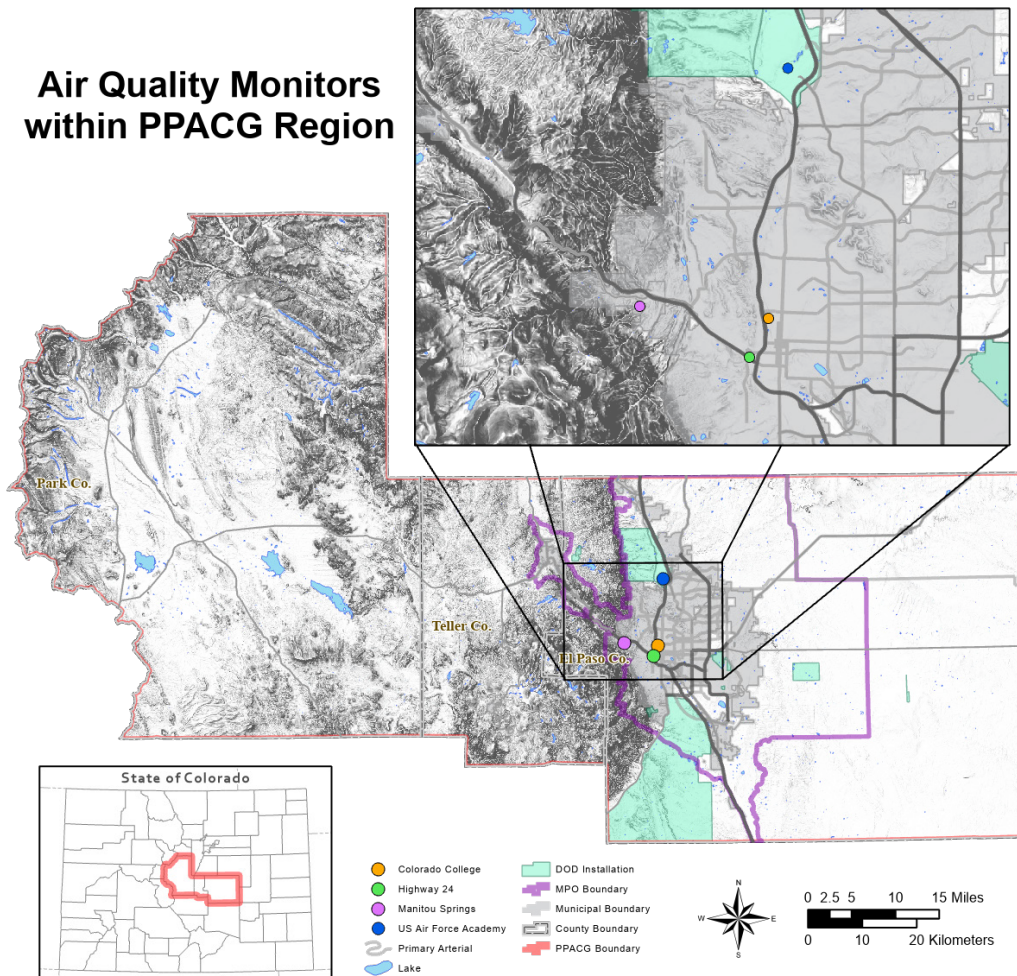 Air Quality Monitors
within PPACG Region
Park Co.
Teller Co.
El Paso Co.
State of Colorado
Colorado College
Highway 24
Manitou Springs
US Air Force Academy
Primary Arterial
Lake
DOD Installation
MPO Boundary
Municipal Boundary
County Boundary
PPACG Boundary
N
W E
S
0 2.5 5 10 15 Miles
0 10 20 Kilometers